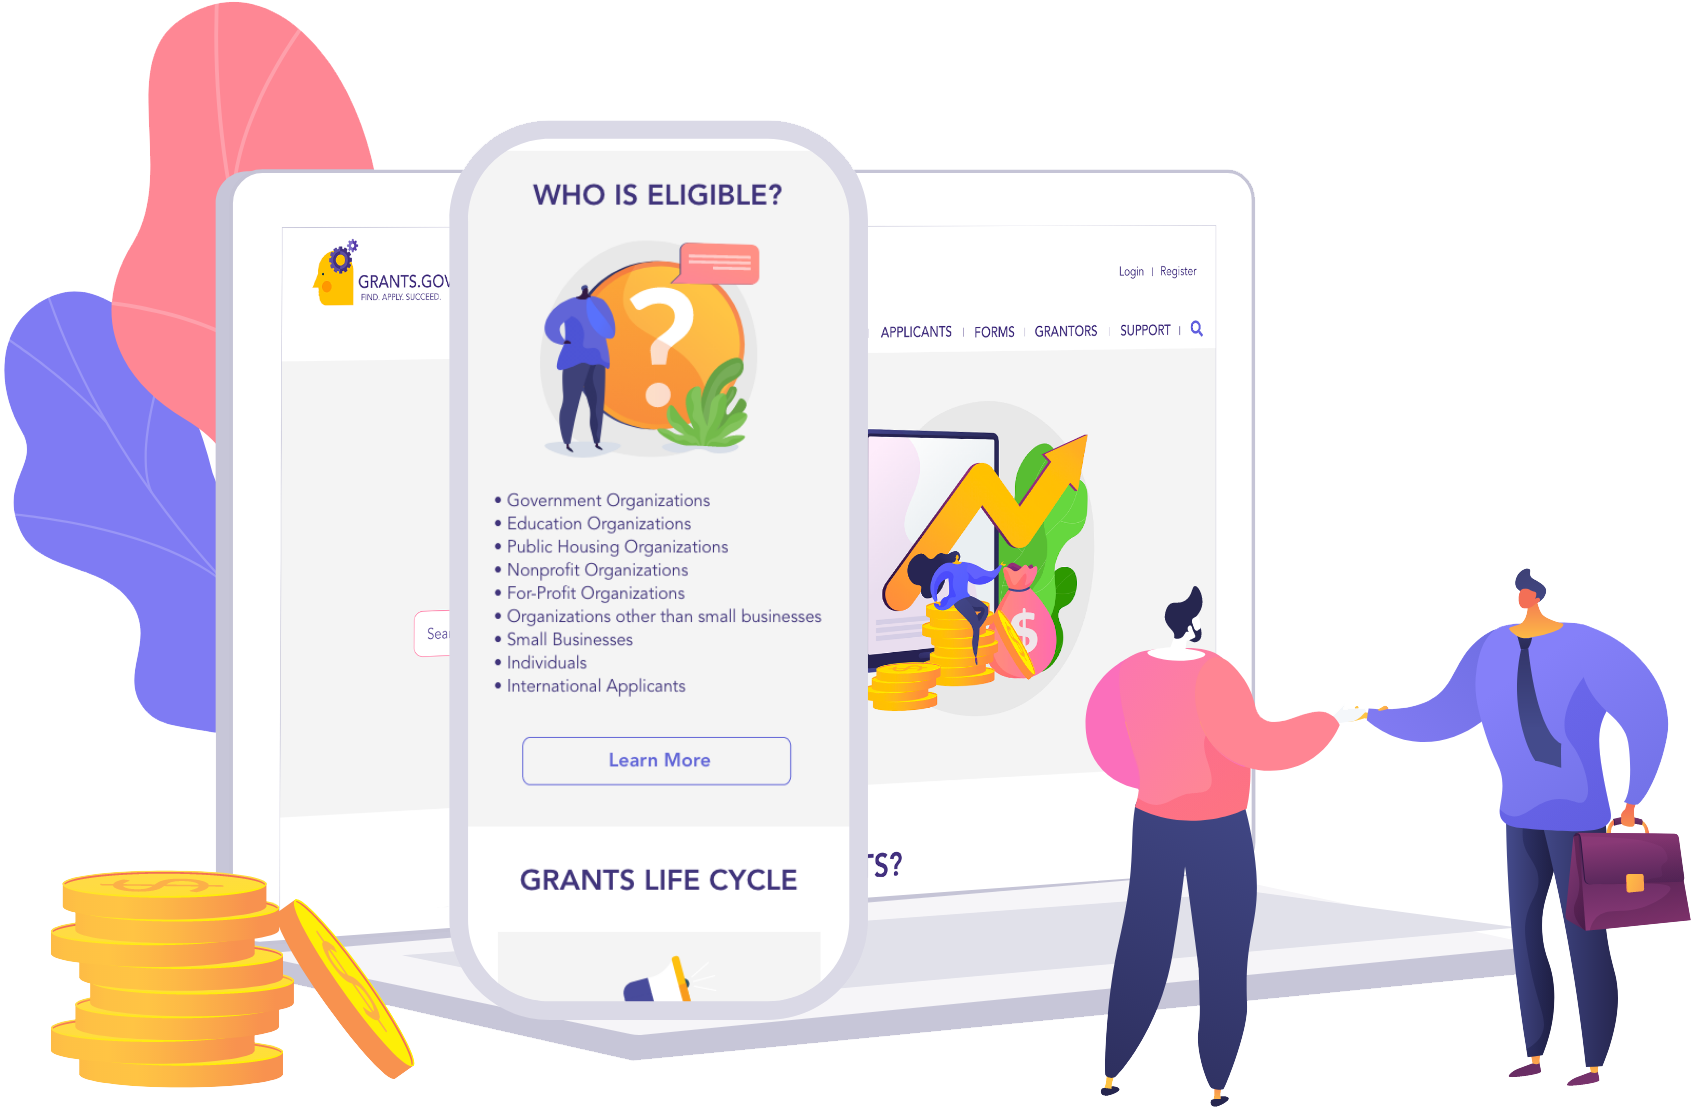 WHO IS ELIGIBLE?
GRANTS.GOV
FIND. APPLY. SUCCEED.
Login | Register
APPLICANTS | FORMS | GRANTORS | SUPPORT |
• Government Organizations
• Education Organizations
• Public Housing Organizations
• Nonprofit Organizations
• For-Profit Organizations
• Organizations other than small businesses
• Small Businesses
• Individuals
• International Applicants
$
Learn More
GRANTS LIFE CYCLE